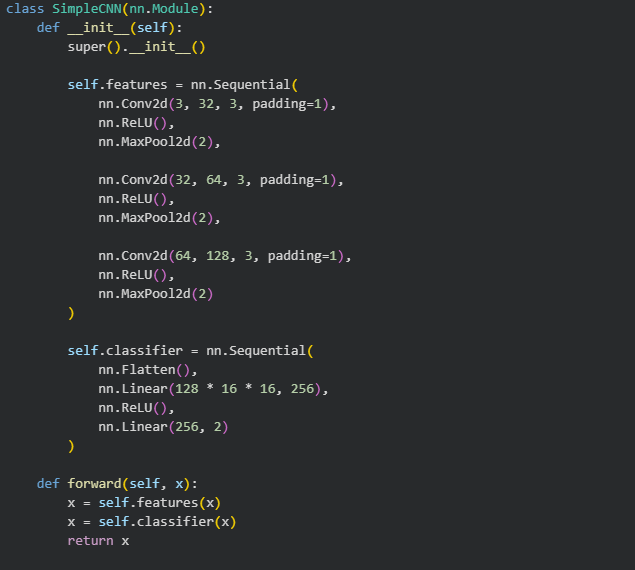 class SimpleCNN(nn.Module):
    def __init__(self):
        super().__init__()

        self.features = nn.Sequential(
            nn.Conv2d(3, 32, 3, padding=1),
            nn.ReLU(),
            nn.MaxPool2d(2),

            nn.Conv2d(32, 64, 3, padding=1),
            nn.ReLU(),
            nn.MaxPool2d(2),

            nn.Conv2d(64, 128, 3, padding=1),
            nn.ReLU(),
            nn.MaxPool2d(2)
        )

        self.classifier = nn.Sequential(
            nn.Flatten(),
            nn.Linear(128 * 16 * 16, 256),
            nn.ReLU(),
            nn.Linear(256, 2)
        )

    def forward(self, x):
        x = self.features(x)
        x = self.classifier(x)
        return x